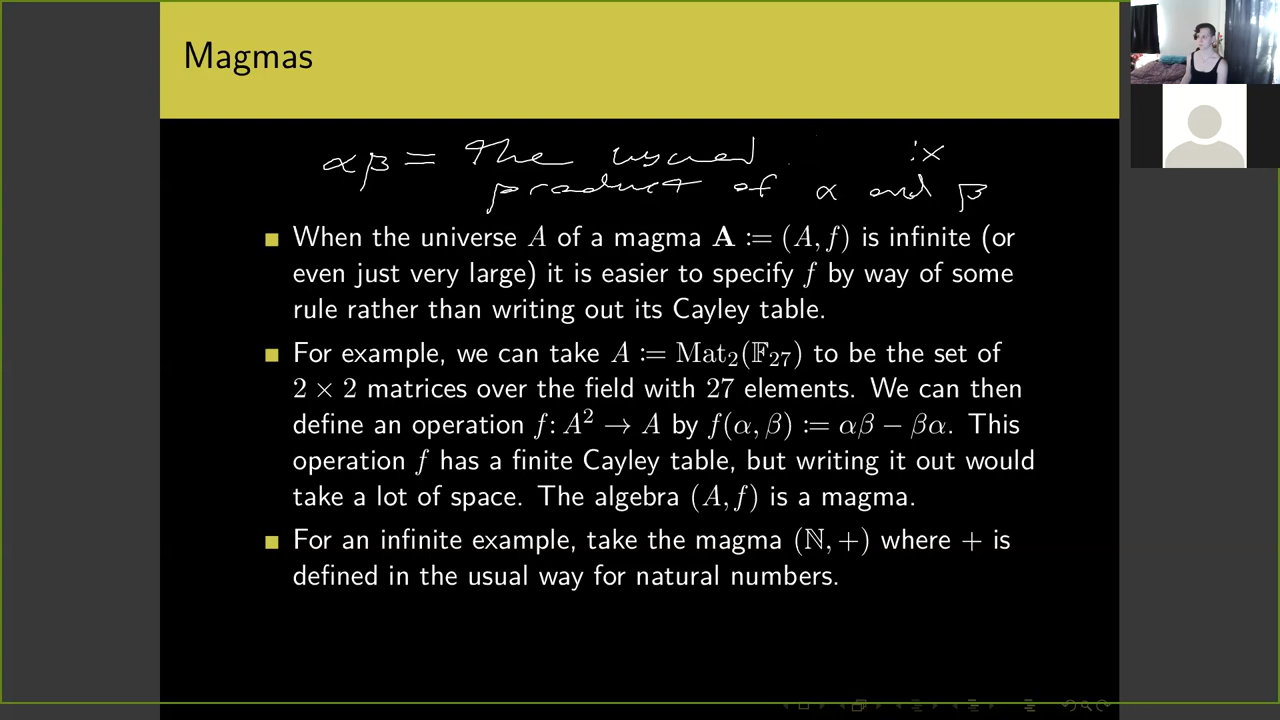 Magmas
αβ = the usual ix
product of α and β
When the universe A of a magma 𝐀 := (A, f) is infinite (or
even just very large) it is easier to specify f by way of some
rule rather than writing out its Cayley table.
For example, we can take A := Mat₂(𝔽₂₇) to be the set of
2 × 2 matrices over the field with 27 elements. We can then
define an operation f: A² → A by f(α, β) := αβ − βα. This
operation f has a finite Cayley table, but writing it out would
take a lot of space. The algebra (A, f) is a magma.
For an infinite example, take the magma (ℕ, +) where + is
defined in the usual way for natural numbers.